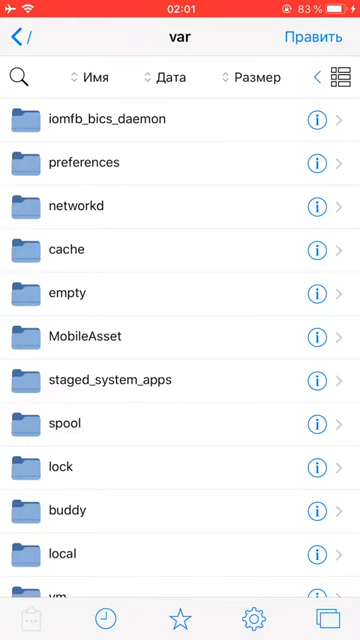 02:01
83 %
/
var
Править
Имя
Дата
Размер
iomfb_bics_daemon
preferences
networkd
cache
empty
MobileAsset
staged_system_apps
spool
lock
buddy
local
vm